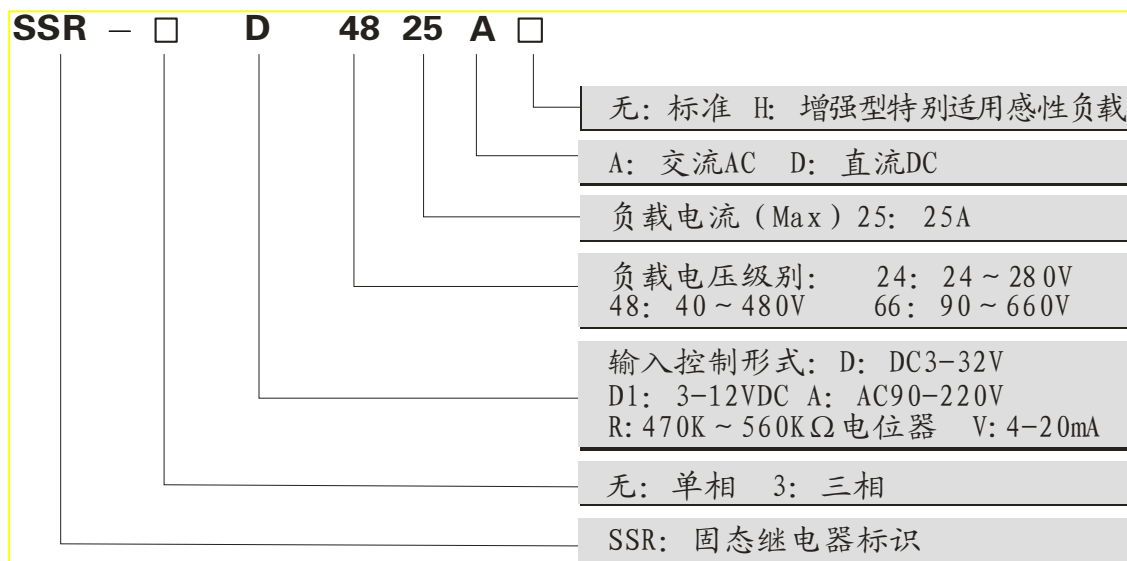 SSR – □ D 48 25 A □
无: 标准 H: 增强型特别适用感性负载
A: 交流AC D: 直流DC
负载电流（Max）25: 25A
负载电压级别: 24: 24~280V
48: 40~480V 66: 90~660V
输入控制形式: D: DC3-32V
D1: 3-12VDC A: AC90-220V
R: 470K~560KΩ电位器 V: 4-20mA
无: 单相 3: 三相
SSR: 固态继电器标识